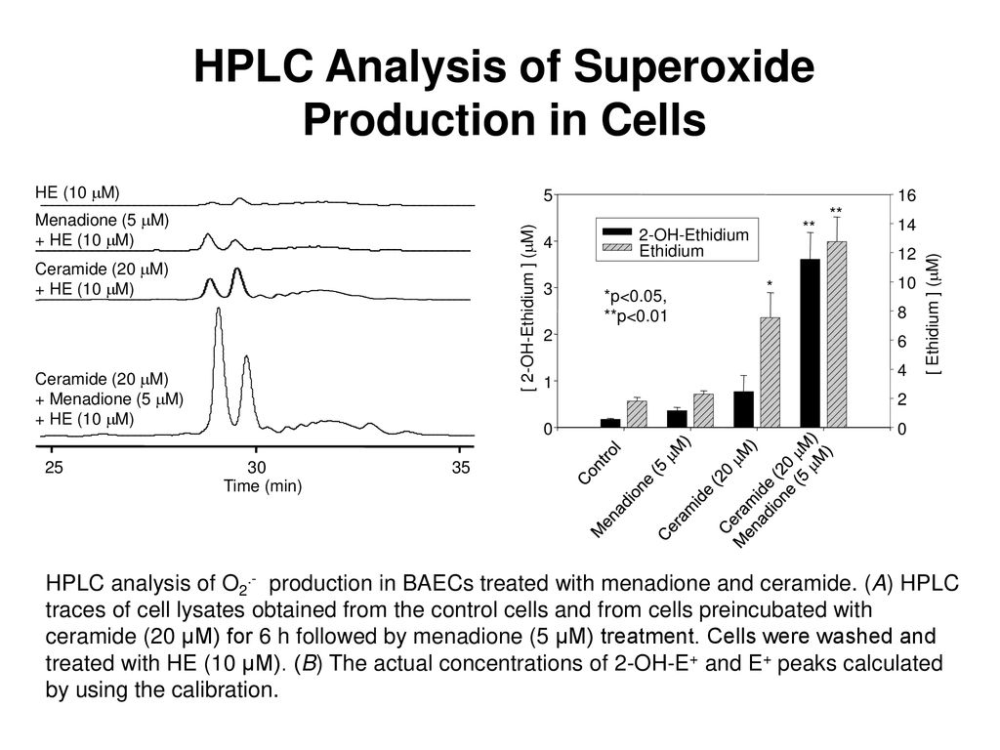 HPLC Analysis of Superoxide
Production in Cells
HE (10 µM)
Menadione (5 µM)
+ HE (10 µM)
Ceramide (20 µM)
+ HE (10 µM)
Ceramide (20 µM)
+ Menadione (5 µM)
+ HE (10 µM)
25 30 35
Time (min)
[ 2-OH-Ethidium ] (µM)
5
4
3
2
1
0
2-OH-Ethidium
Ethidium
*p<0.05,
**p<0.01
*
**
**
16
14
12
10
8
6
4
2
0
[ Ethidium ] (µM)
Control
Menadione (5 µM)
Ceramide (20 µM)
Ceramide (20 µM)
Menadione (5 µM)
HPLC analysis of O₂·- production in BAECs treated with menadione and ceramide. (A) HPLC
traces of cell lysates obtained from the control cells and from cells preincubated with
ceramide (20 µM) for 6 h followed by menadione (5 µM) treatment. Cells were washed and
treated with HE (10 µM). (B) The actual concentrations of 2-OH-E⁺ and E⁺ peaks calculated
by using the calibration.